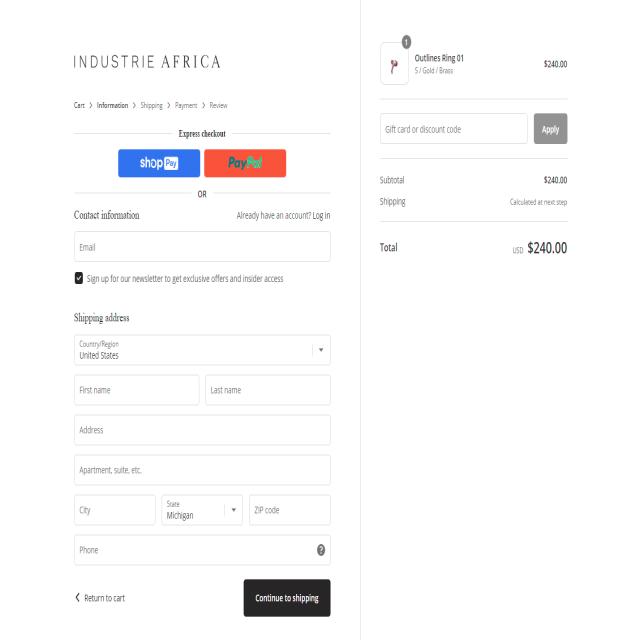 INDUSTRIE AFRICA
Cart > Information > Shipping > Payment > Review
Express checkout
shop Pay
PayPal
OR
Contact information
Already have an account? Log in
Email
Sign up for our newsletter to get exclusive offers and insider access
Shipping address
Country/Region
United States
First name
Last name
Address
Apartment, suite, etc.
City
State
Michigan
ZIP code
Phone
?
< Return to cart
Continue to shipping
1
Outlines Ring 01
S / Gold / Brass
$240.00
Gift card or discount code
Apply
Subtotal
$240.00
Shipping
Calculated at next step
Total
USD $240.00